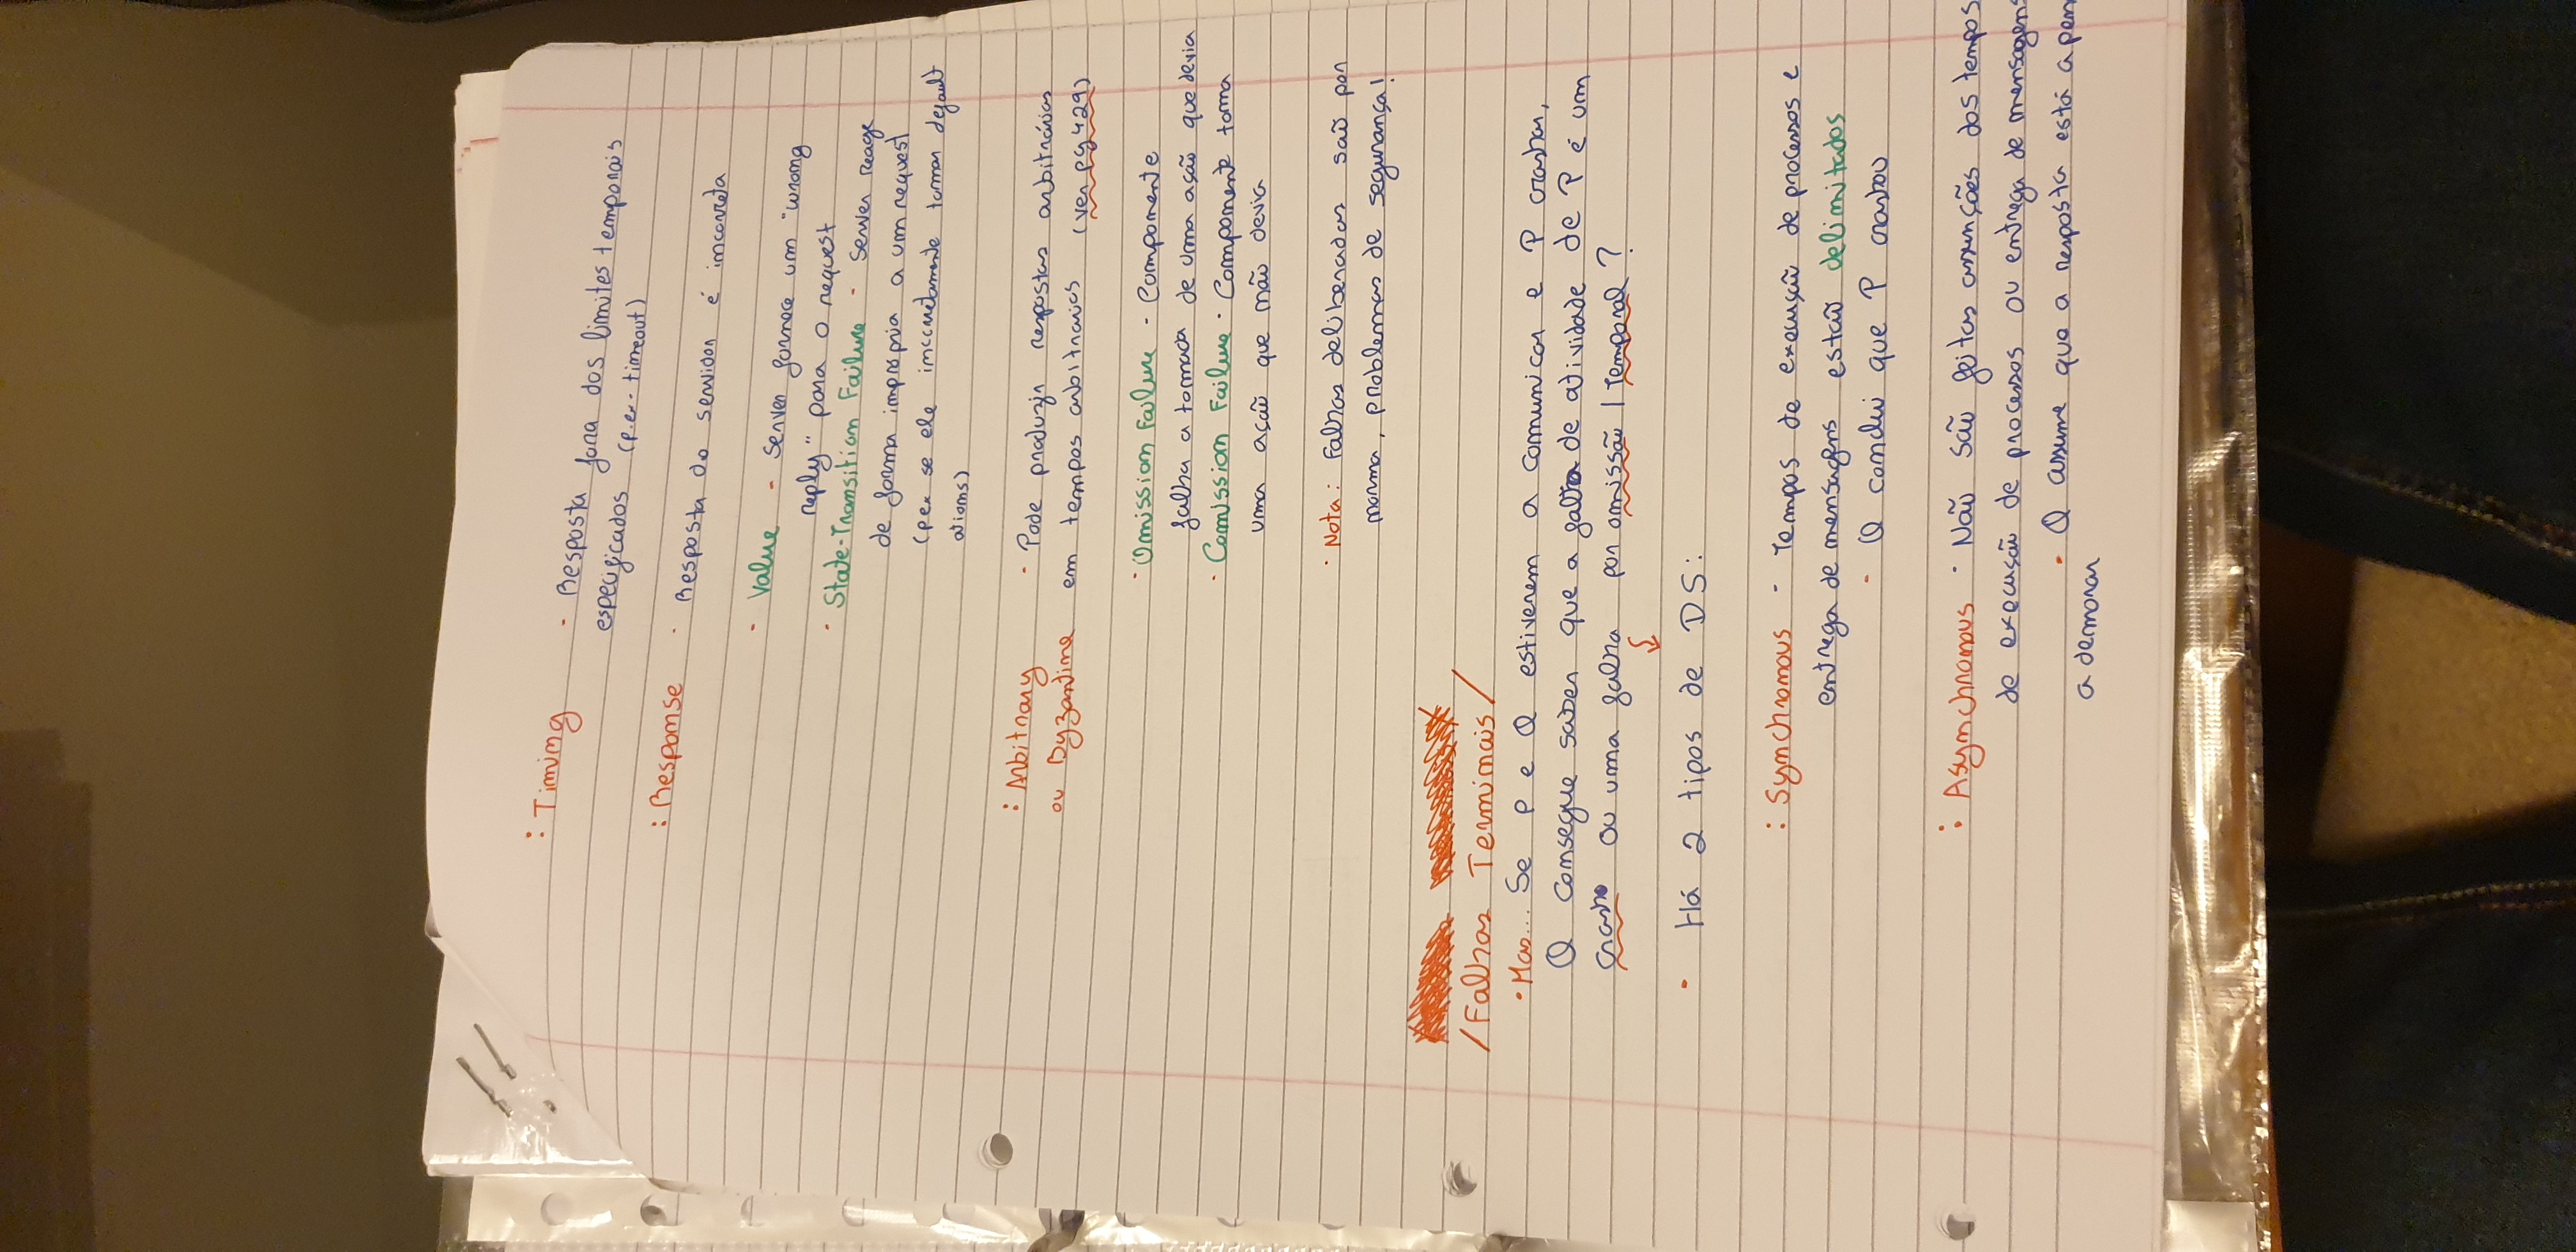 : Timing - Resposta fora dos limites temporais
especificados (p.ex. timeout)
: Response - Resposta do servidor é incorreta
- Value - Server fornece um "wrong
reply" para o request
- State-Transition Failure - Server reage
de forma impropria a um request
(pex se ele incorretamente tomar default
ations)
: Arbitrary - Pode produzir respostas arbitrárias
ou Byzantine em tempos arbitrarios (ver pg 429)
- Omission Failure - Componente
falha a tomada de uma ação que devia
- Comission Failure - Componente toma
uma ação que não devia
- Nota: Falhas deliberadas são por
norma, problemas de segurança!
/Falhas Terminais/
- Mas... Se P e Q estiverem a comunicar e P crashar,
Q consegue saber que a falta de atividade de P é um
crash ou uma falha por omissão / Temporal?
- Há 2 tipos de DS:
: Synchronous - Tempos de execução de processos e
entrega de mensagens estão delimitados
- Q conclui que P crashou
: Asynchronous - Não são feitas assunções dos tempos
de execução de processos ou entrega de mensagens
- Q assume que a resposta está apen
a demorar